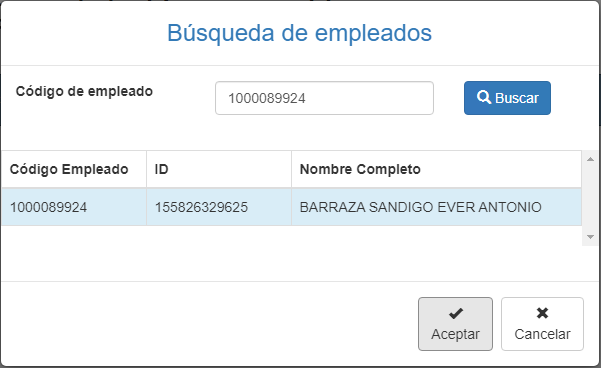 Búsqueda de empleados
Código de empleado 1000089924 Buscar
Código Empleado ID Nombre Completo
1000089924 155826329625 BARRAZA SANDIGO EVER ANTONIO
Aceptar Cancelar